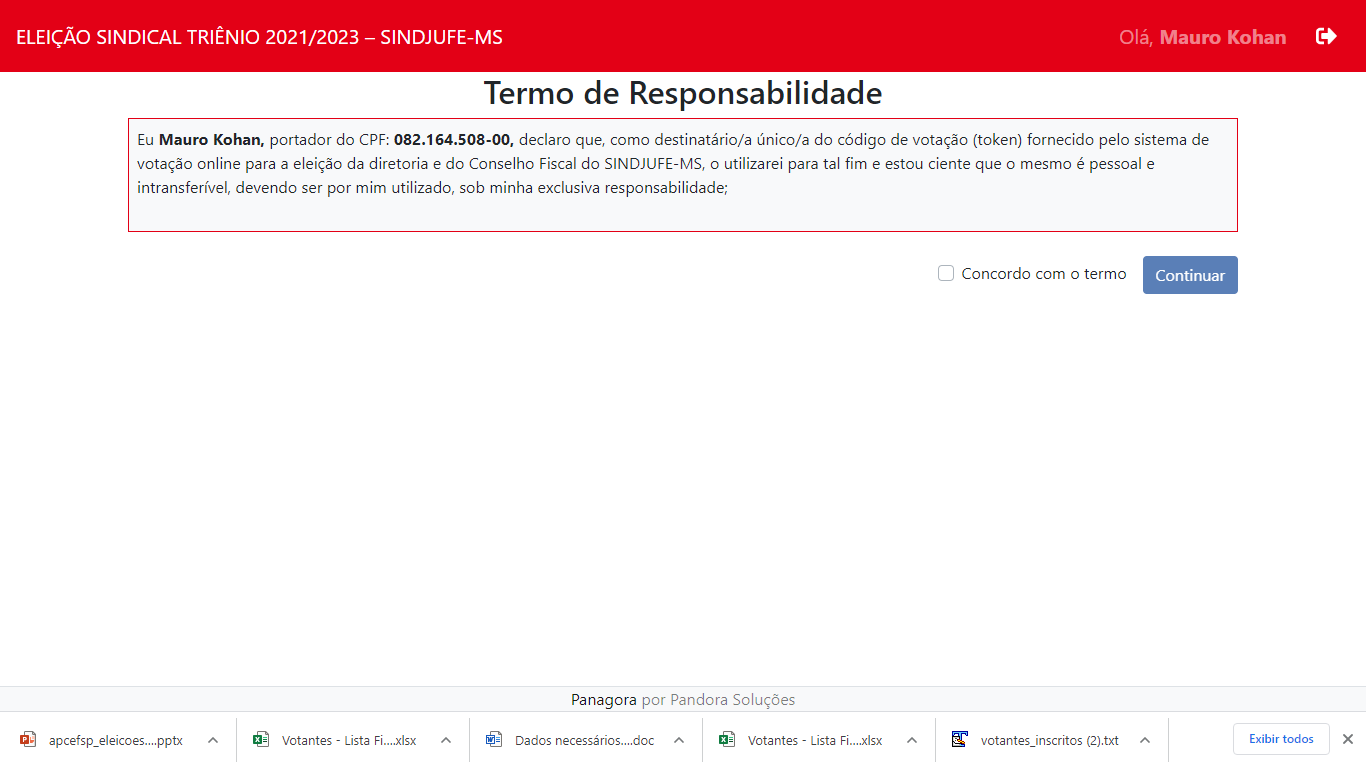 ELEIÇÃO SINDICAL TRIÊNIO 2021/2023 – SINDJUFE-MS
Olá, Mauro Kohan
Termo de Responsabilidade
Eu Mauro Kohan, portador do CPF: 082.164.508-00, declaro que, como destinatário/a único/a do código de votação (token) fornecido pelo sistema de
votação online para a eleição da diretoria e do Conselho Fiscal do SINDJUFE-MS, o utilizarei para tal fim e estou ciente que o mesmo é pessoal e
intransferível, devendo ser por mim utilizado, sob minha exclusiva responsabilidade;
Concordo com o termo
Continuar
Panagora por Pandora Soluções
apcefsp_eleicoes....pptx
Votantes - Lista Fi....xlsx
Dados necessários....doc
Votantes - Lista Fi....xlsx
votantes_inscritos (2).txt
Exibir todos